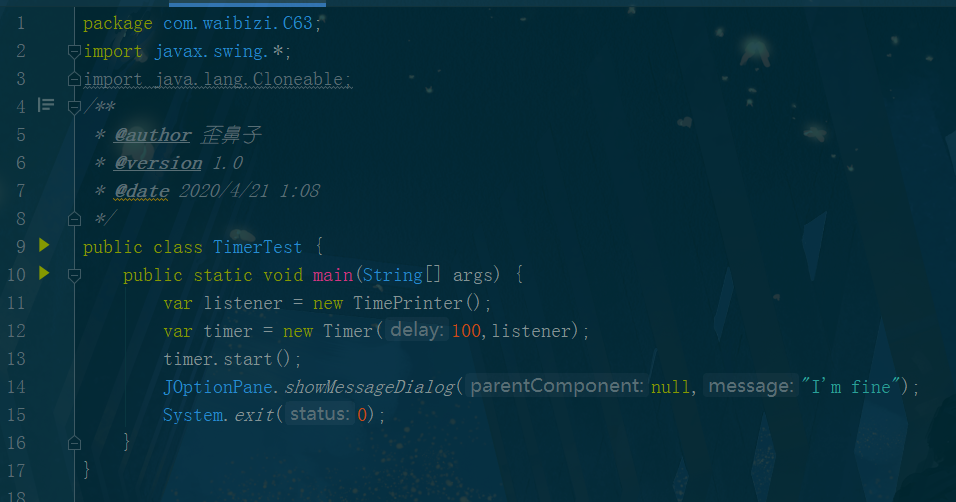 1 package com.waibizi.C63;
2 import javax.swing.*;
3 import java.lang.Cloneable;
4 /**
5  * @author 歪鼻子
6  * @version 1.0
7  * @date 2020/4/21 1:08
8  */
9 public class TimerTest {
10     public static void main(String[] args) {
11         var listener = new TimePrinter();
12         var timer = new Timer( delay: 100,listener);
13         timer.start();
14         JOptionPane.showMessageDialog( parentComponent: null, message: "I'm fine");
15         System.exit( status: 0);
16     }
17 }
18